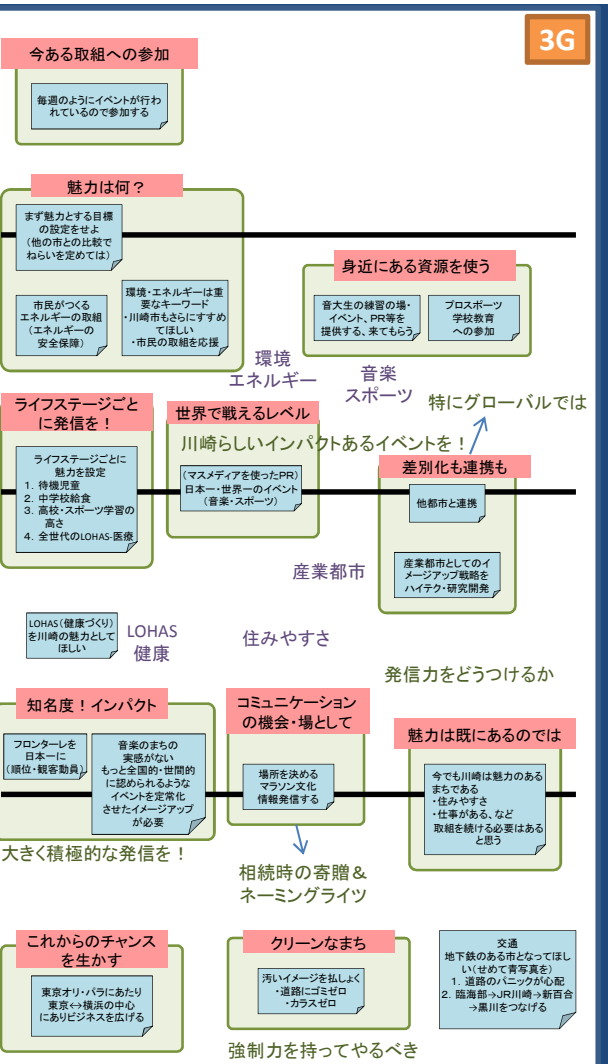 3G
今ある取組への参加
毎週のようにイベントが行わ
れているので参加する
魅力は何？
まず魅力とする目標
の設定をせよ
(他の市との比較で
ねらいを定めては)
市民がつくる
エネルギーの取組
(エネルギーの
安全保障)
環境・エネルギーは重
要なキーワード
・川崎市もさらにすすめ
てほしい
・市民の取組を応援
身近にある資源を使う
音大生の練習の場・
イベント、PR等を
提供する、来てもらう
プロスポーツ
学校教育
への参加
環境
エネルギー
音楽
スポーツ
特にグローバルでは
ライフステージごと
に発信を！
ライフステージごとに
魅力を設定
1. 待機児童
2. 中学校給食
3. 高校・スポーツ学習の
高さ
4. 全世代のLOHAS-医療
世界で戦えるレベル
川崎らしいインパクトあるイベントを！
(マスメディアを使ったPR)
日本一・世界一のイベント
(音楽・スポーツ)
差別化も連携も
他都市と連携
産業都市としてのイ
メージアップ戦略を
ハイテク・研究開発
産業都市
LOHAS(健康づくり)
を川崎の魅力として
ほしい
LOHAS
健康
住みやすさ
発信力をどうつけるか
知名度！インパクト
フロンターレを
日本一に
(順位・観客動員)
音楽のまちの
実感がない
もっと全国的・世間的
に認められるような
イベントを定常化
させたイメージアップ
が必要
大きく積極的な発信を！
コミュニケーション
の機会・場として
場所を決める
マラソン文化
情報発信する
相続時の寄贈＆
ネーミングライツ
魅力は既にあるのでは
今でも川崎は魅力のある
まちである
・住みやすさ
・仕事がある、など
取組を続ける必要はある
と思う
これからのチャンス
を生かす
東京オリ・パラにあたり
東京↔横浜の中心
にありビジネスを広げる
クリーンなまち
汚いイメージを払しょく
・道路にゴミゼロ
・カラスゼロ
強制力を持ってやるべき
交通
地下鉄のある市となってほし
い(せめて青写真を)
1. 道路のパニックが心配
2. 臨海部→JR川崎→新百合
→黒川をつなげる